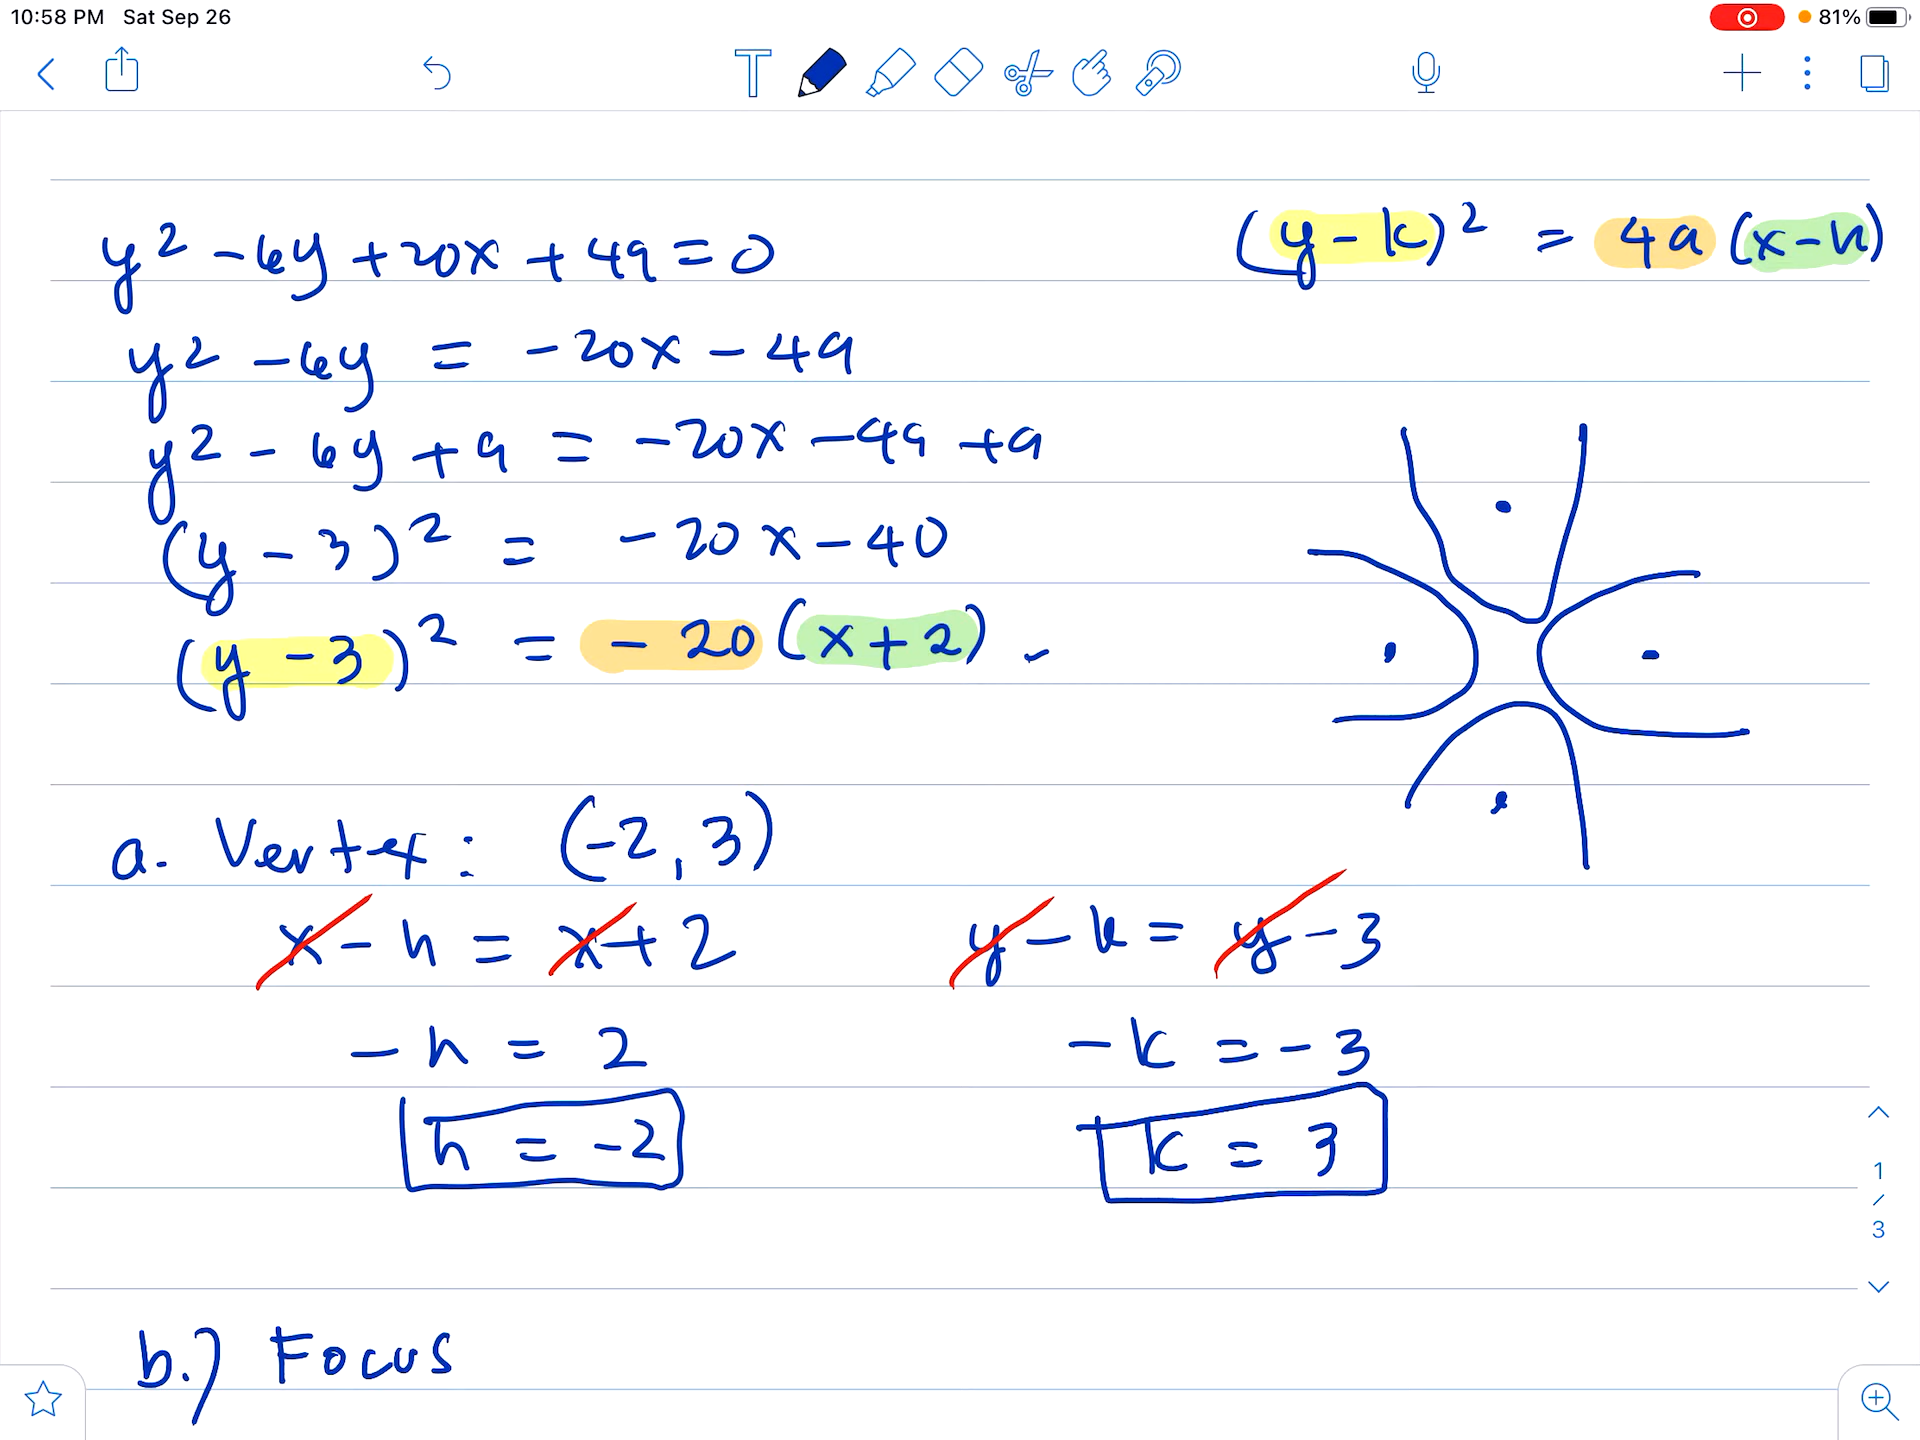 10:58 PM Sat Sep 26
81%
T
y² - 6y + 20x + 49 = 0
(y - k)² = 4a (x - h)
y² - 6y = -20x - 49
y² - 6y + 9 = -20x - 49 + 9
(y - 3)² = -20x - 40
(y - 3)² = -20 (x + 2)
a. Vertex: (-2, 3)
x - h = x + 2
y - k = y - 3
-h = 2
-k = -3
h = -2
k = 3
1
/
3
b.) Focus